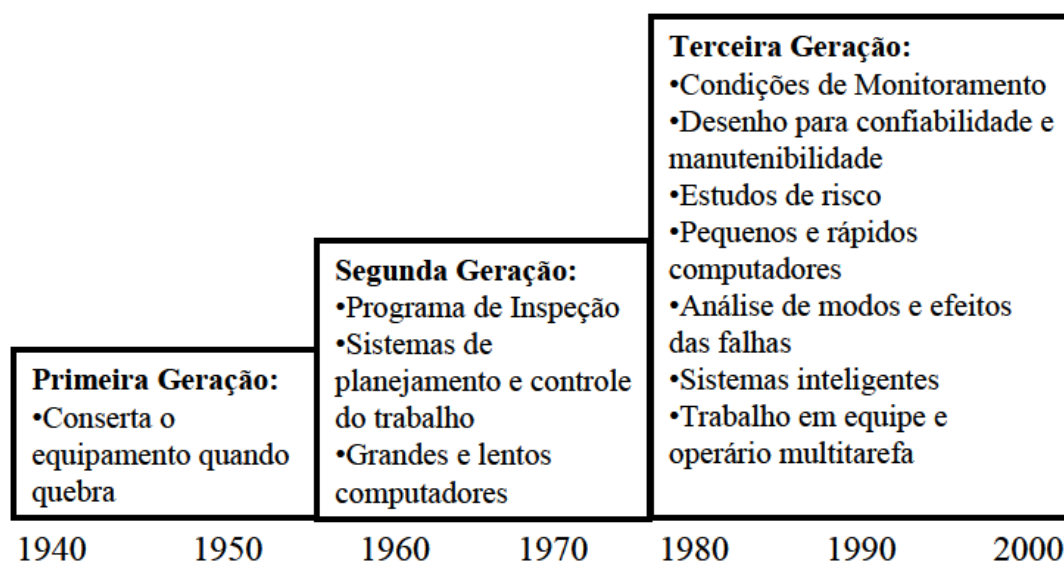 Primeira Geração:
•Conserta o
equipamento quando
quebra
Segunda Geração:
•Programa de Inspeção
•Sistemas de
planejamento e controle
do trabalho
•Grandes e lentos
computadores
Terceira Geração:
•Condições de Monitoramento
•Desenho para confiabilidade e
manutenibilidade
•Estudos de risco
•Pequenos e rápidos
computadores
•Análise de modos e efeitos
das falhas
•Sistemas inteligentes
•Trabalho em equipe e
operário multitarefa
1940 1950 1960 1970 1980 1990 2000